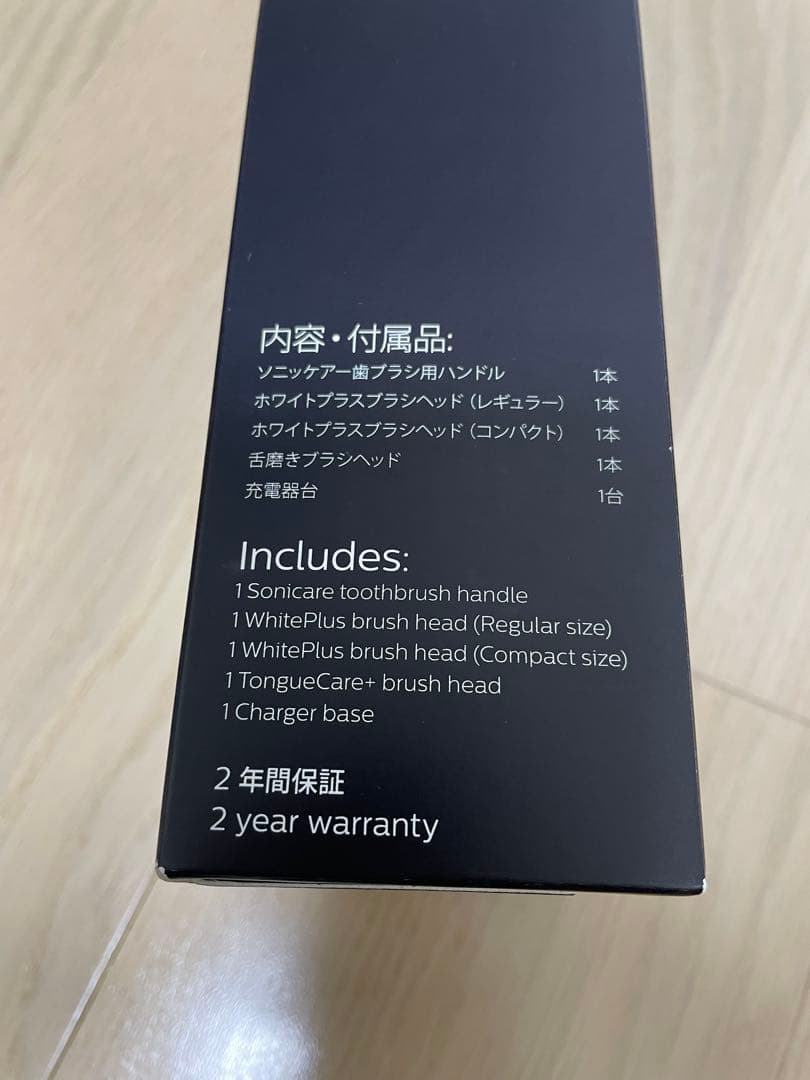 内容・付属品:
ソニッケアー歯ブラシ用ハンドル 1本
ホワイトプラスブラシヘッド（レギュラー） 1本
ホワイトプラスブラシヘッド（コンパクト） 1本
舌磨きブラシヘッド 1本
充電器台 1台
Includes:
1 Sonicare toothbrush handle
1 WhitePlus brush head (Regular size)
1 WhitePlus brush head (Compact size)
1 TongueCare+ brush head
1 Charger base
2 年間保証
2 year warranty